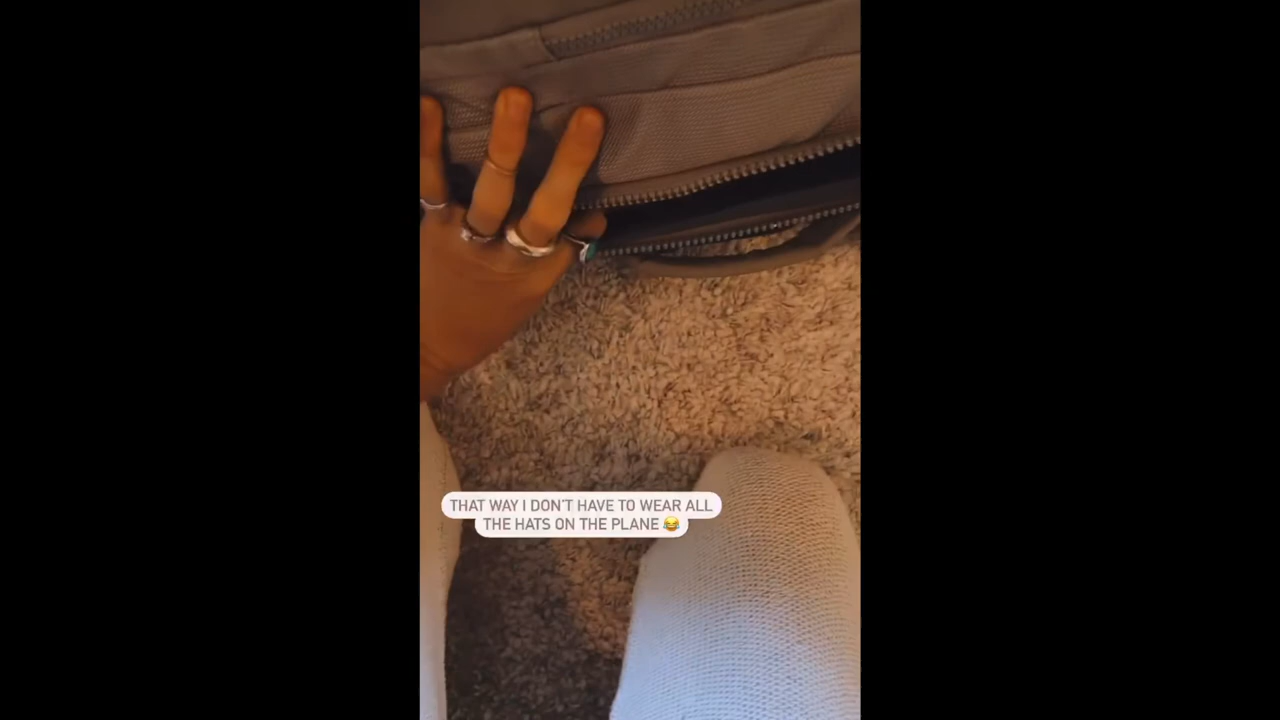 THAT WAY I DON'T HAVE TO WEAR ALL
THE HATS ON THE PLANE 😂